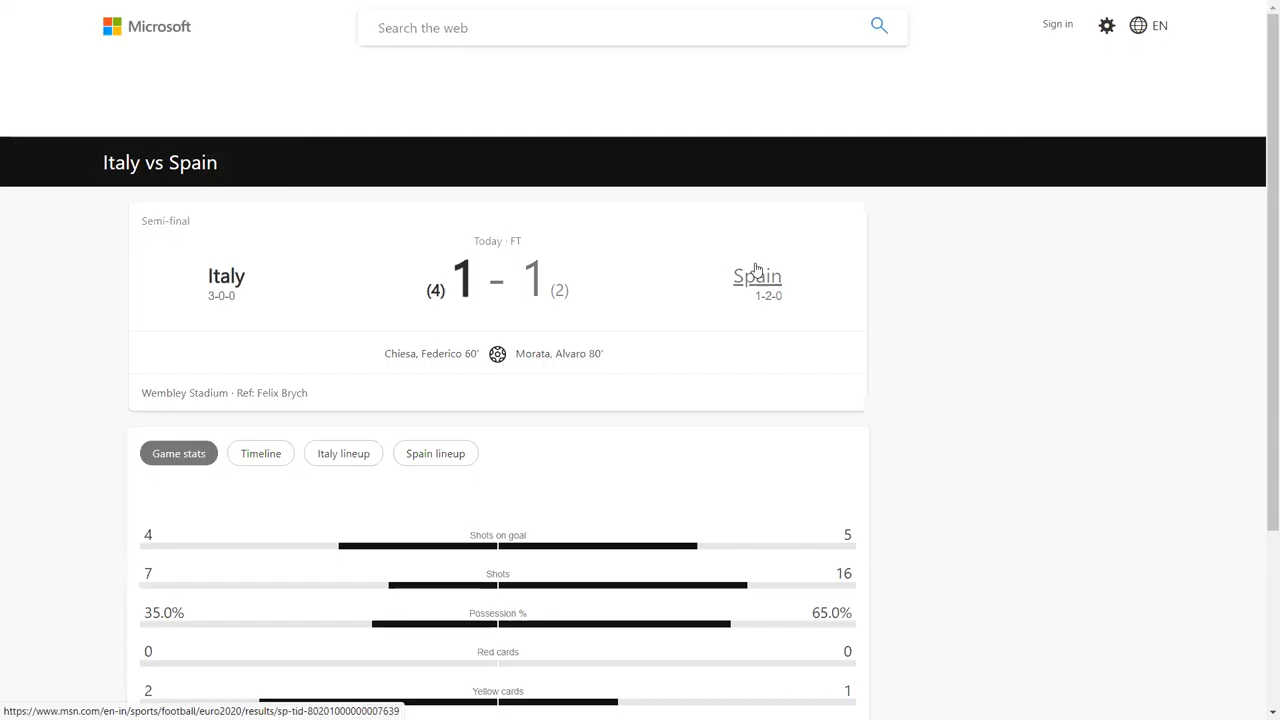 Microsoft
Search the web
Sign in
EN
Italy vs Spain
Semi-final
Today · FT
Italy
3-0-0
(4) 1 - 1 (2)
Spain
1-2-0
Chiesa, Federico 60'
Morata, Alvaro 80'
Wembley Stadium · Ref: Felix Brych
Game stats
Timeline
Italy lineup
Spain lineup
4 Shots on goal 5
7 Shots 16
35.0% Possession % 65.0%
0 Red cards 0
2 Yellow cards 1
https://www.msn.com/en-in/sports/football/euro2020/results/sp-tid-80201000000007639